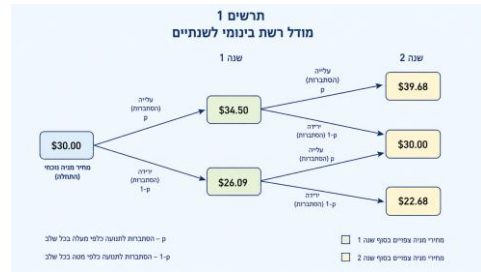 תרשים 1
מודל רשת בינומי לשנתיים
שנה 1
שנה 2
עלייה
(הסתברות)
p
$39.68
עלייה
(הסתברות)
p
$34.50
ירידה
(הסתברות) 1-p
$30.00
מחיר מניה נוכחי
(התחלה)
$30.00
עלייה
(הסתברות) p
ירידה
(הסתברות)
1-p
$26.09
ירידה
(הסתברות) 1-p
$22.68
p – הסתברות לתנועה כלפי מעלה בכל שלב
1-p – הסתברות לתנועה כלפי מטה בכל שלב
מחירי מניה צפויים בסוף שנה 1
מחירי מניה צפויים בסוף שנה 2